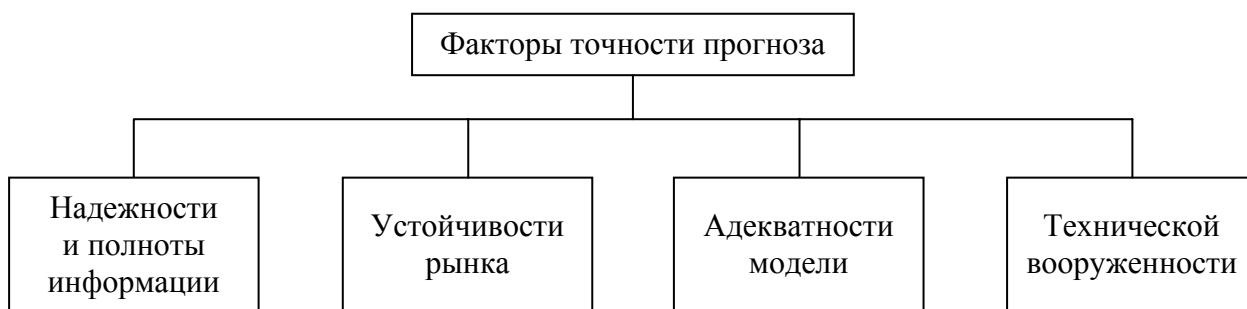 Факторы точности прогноза
Надежности
и полноты
информации
Устойчивости
рынка
Адекватности
модели
Технической
вооруженности